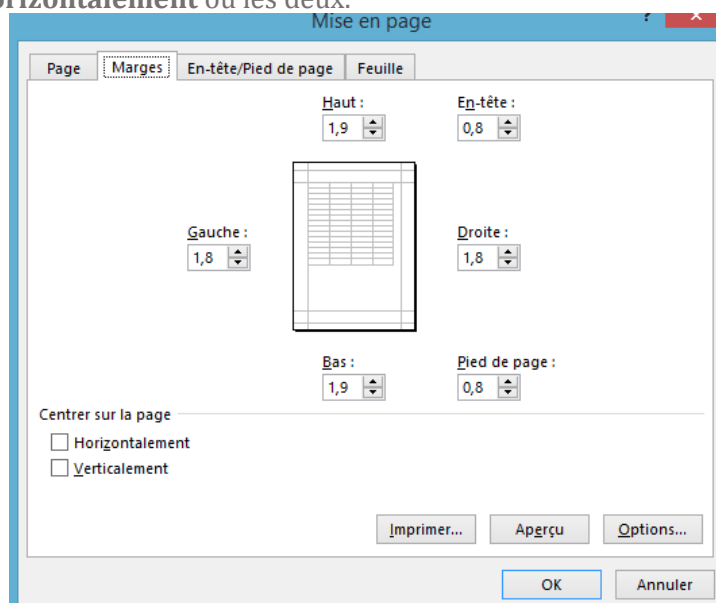 orizontalement ou les deux.
Mise en page ?
Page Marges En-tête/Pied de page Feuille
Haut : En-tête :
1,9 0,8
Gauche : Droite :
1,8 1,8
Bas : Pied de page :
1,9 0,8
Centrer sur la page
Horizontalement
Verticalement
Imprimer... Aperçu Options...
OK Annuler